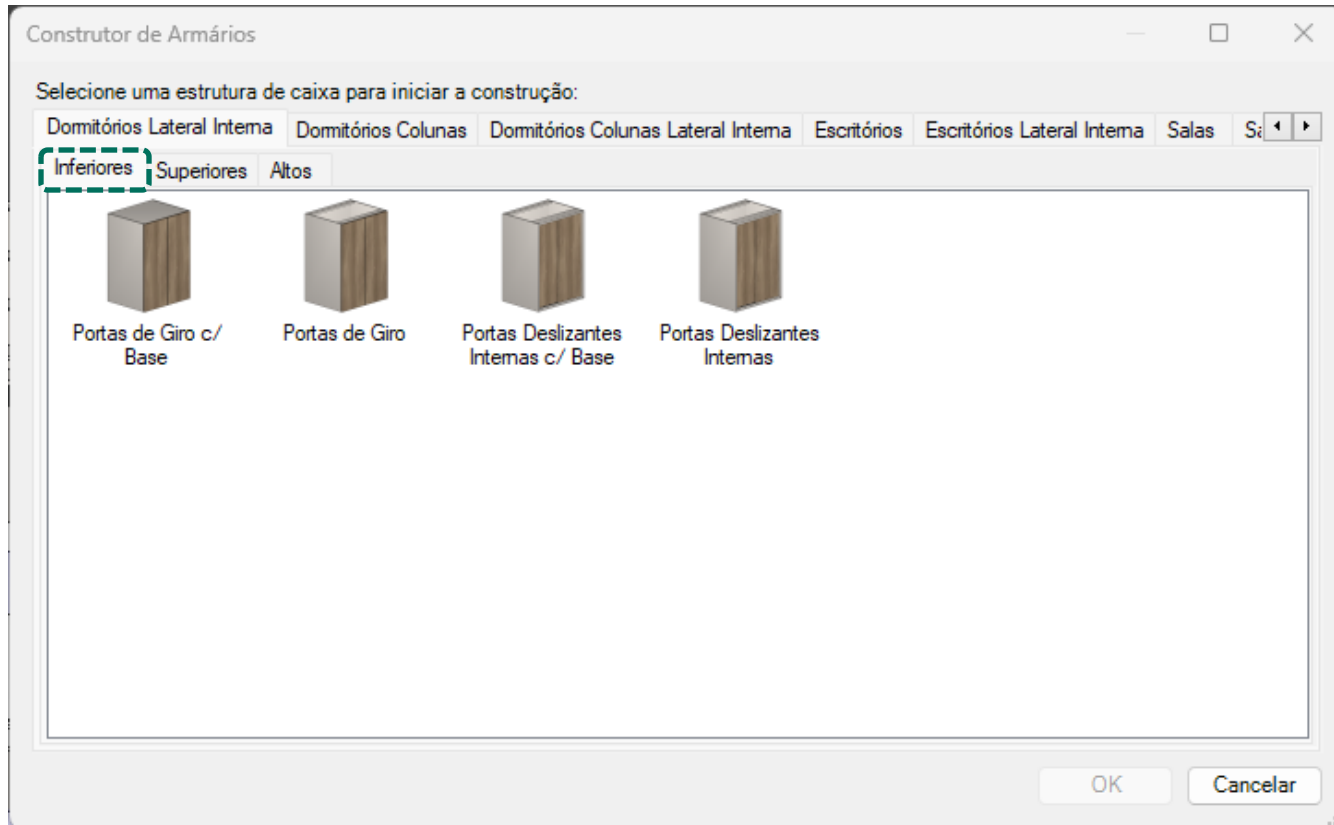 Construtor de Armários
Selecione uma estrutura de caixa para iniciar a construção:
Dormitórios Lateral Interna Dormitórios Colunas Dormitórios Colunas Lateral Interna Escritórios Escritórios Lateral Interna Salas
Inferiores Superiores Altos
Portas de Giro c/
Base
Portas de Giro
Portas Deslizantes
Internas c/ Base
Portas Deslizantes
Internas
OK Cancelar